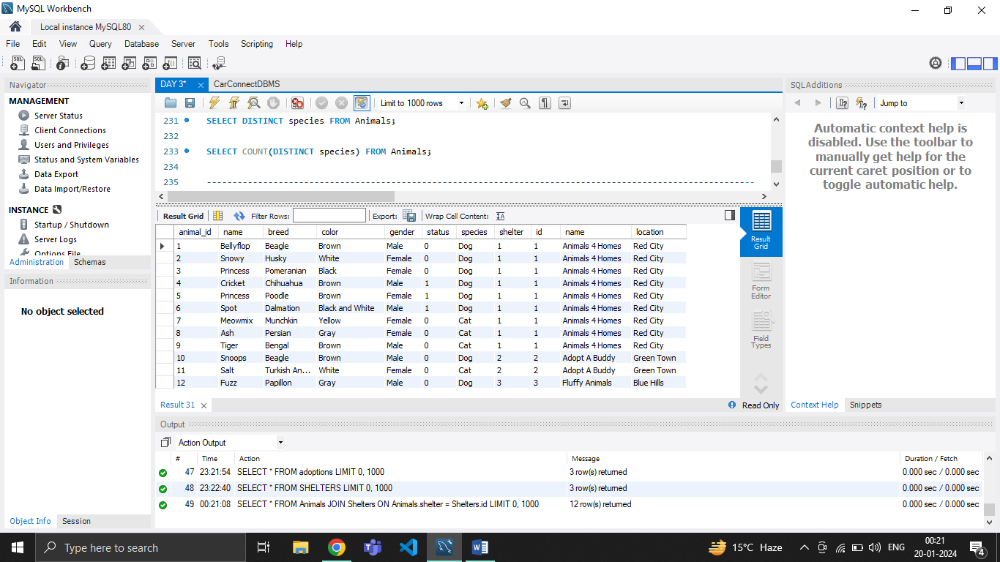 MySQL Workbench
Local instance MySQL80
File Edit View Query Database Server Tools Scripting Help
Navigator
MANAGEMENT
Server Status
Client Connections
Users and Privileges
Status and System Variables
Data Export
Data Import/Restore
INSTANCE
Startup / Shutdown
Server Logs
Options File
Administration Schemas
Information
No object selected
Object Info Session
DAY 3* CarConnectDBMS
Limit to 1000 rows
231 SELECT DISTINCT species FROM Animals;
232
233 SELECT COUNT(DISTINCT species) FROM Animals;
234
235 ------------------------------------------------------------------------------------------------------------
Result Grid Filter Rows: Export: Wrap Cell Content:
animal_id name breed color gender status species shelter id name location
1 Bellyflop Beagle Brown Male 0 Dog 1 1 Animals 4 Homes Red City
2 Snowy Husky White Female 0 Dog 1 1 Animals 4 Homes Red City
3 Princess Pomeranian Black Female 0 Dog 1 1 Animals 4 Homes Red City
4 Cricket Chihuahua Brown Male 1 Dog 1 1 Animals 4 Homes Red City
5 Princess Poodle Brown Female 1 Dog 1 1 Animals 4 Homes Red City
6 Spot Dalmation Black and White Male 1 Dog 1 1 Animals 4 Homes Red City
7 Meowmix Munchkin Yellow Female 0 Cat 1 1 Animals 4 Homes Red City
8 Ash Persian Gray Female 0 Cat 1 1 Animals 4 Homes Red City
9 Tiger Bengal Brown Male 0 Cat 1 1 Animals 4 Homes Red City
10 Snoops Beagle Brown Male 0 Dog 2 2 Adopt A Buddy Green Town
11 Salt Turkish An... White Female 0 Cat 2 2 Adopt A Buddy Green Town
12 Fuzz Papillon Gray Male 0 Dog 3 3 Fluffy Animals Blue Hills
Result
Grid
Form
Editor
Field
Types
Result 31
Read Only
SQLAdditions
Jump to
Automatic context help is
disabled. Use the toolbar to
manually get help for the
current caret position or to
toggle automatic help.
Context Help Snippets
Output
Action Output
# Time Action Message Duration / Fetch
47 23:21:54 SELECT * FROM adoptions LIMIT 0, 1000 3 row(s) returned 0.000 sec / 0.000 sec
48 23:22:40 SELECT * FROM SHELTERS LIMIT 0, 1000 3 row(s) returned 0.000 sec / 0.000 sec
49 00:21:08 SELECT * FROM Animals JOIN Shelters ON Animals.shelter = Shelters.id LIMIT 0, 1000 12 row(s) returned 0.000 sec / 0.000 sec
Type here to search
15°C Haze
ENG
00:21
20-01-2024
4